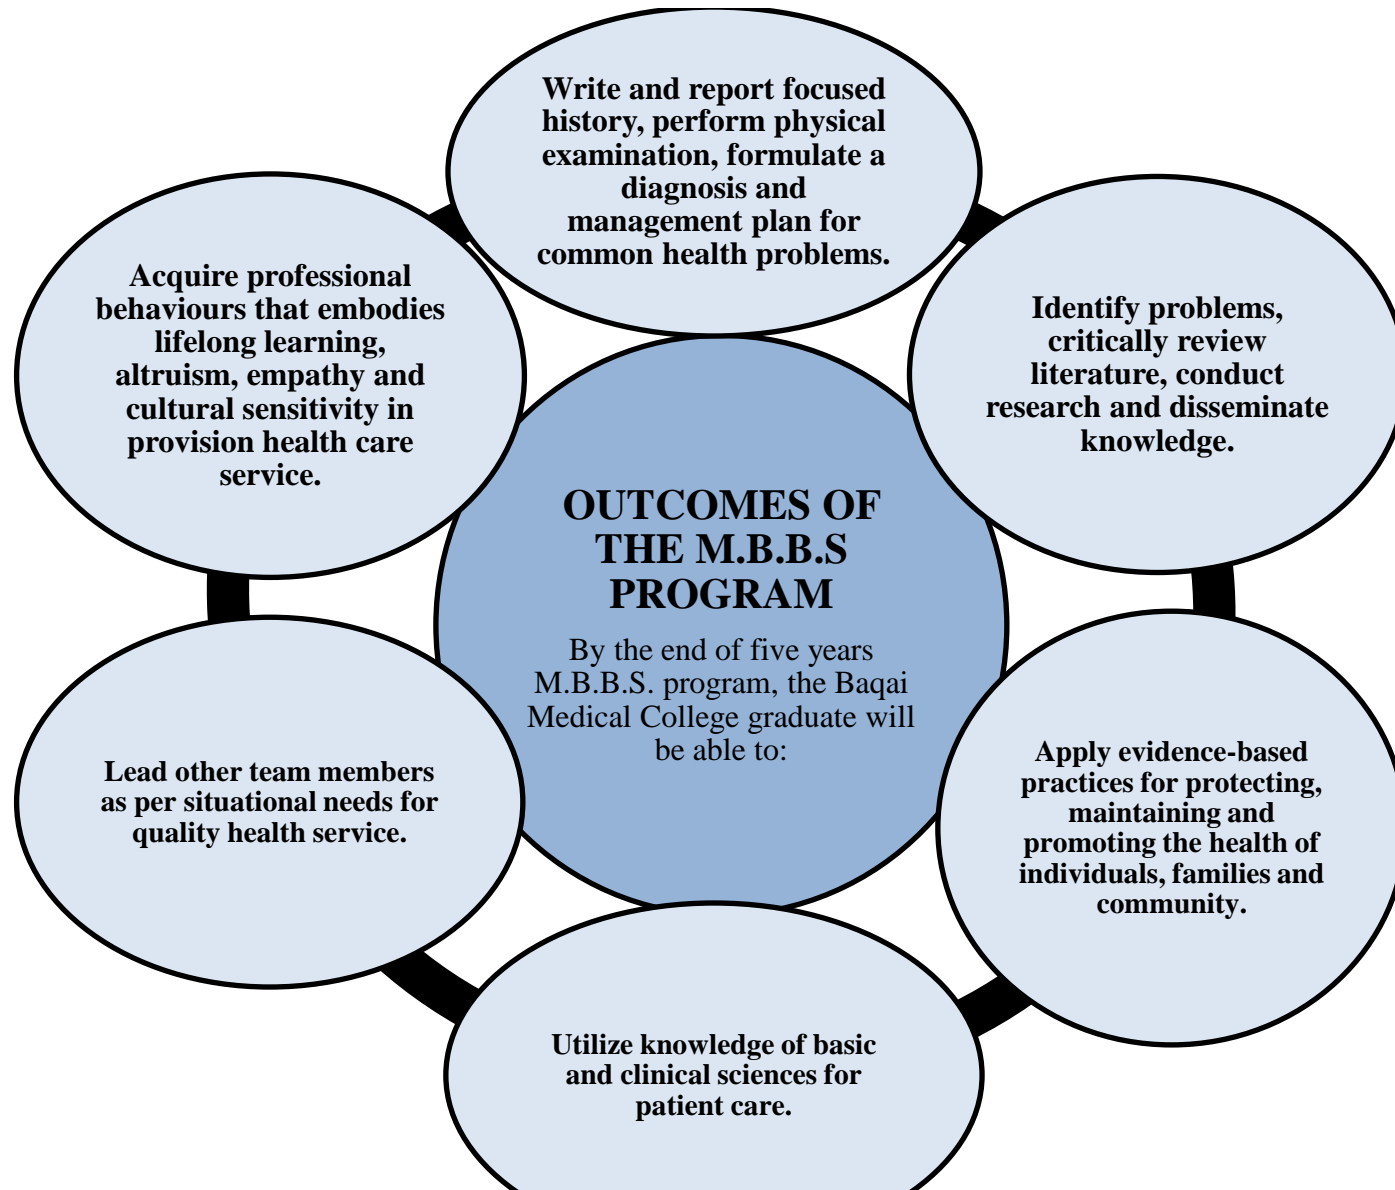 Write and report focused
history, perform physical
examination, formulate a
diagnosis and
management plan for
common health problems.
Identify problems,
critically review
literature, conduct
research and disseminate
knowledge.
Apply evidence-based
practices for protecting,
maintaining and
promoting the health of
individuals, families and
community.
Utilize knowledge of basic
and clinical sciences for
patient care.
Lead other team members
as per situational needs for
quality health service.
Acquire professional
behaviours that embodies
lifelong learning,
altruism, empathy and
cultural sensitivity in
provision health care
service.
OUTCOMES OF
THE M.B.B.S
PROGRAM
By the end of five years
M.B.B.S. program, the Baqai
Medical College graduate will
be able to: